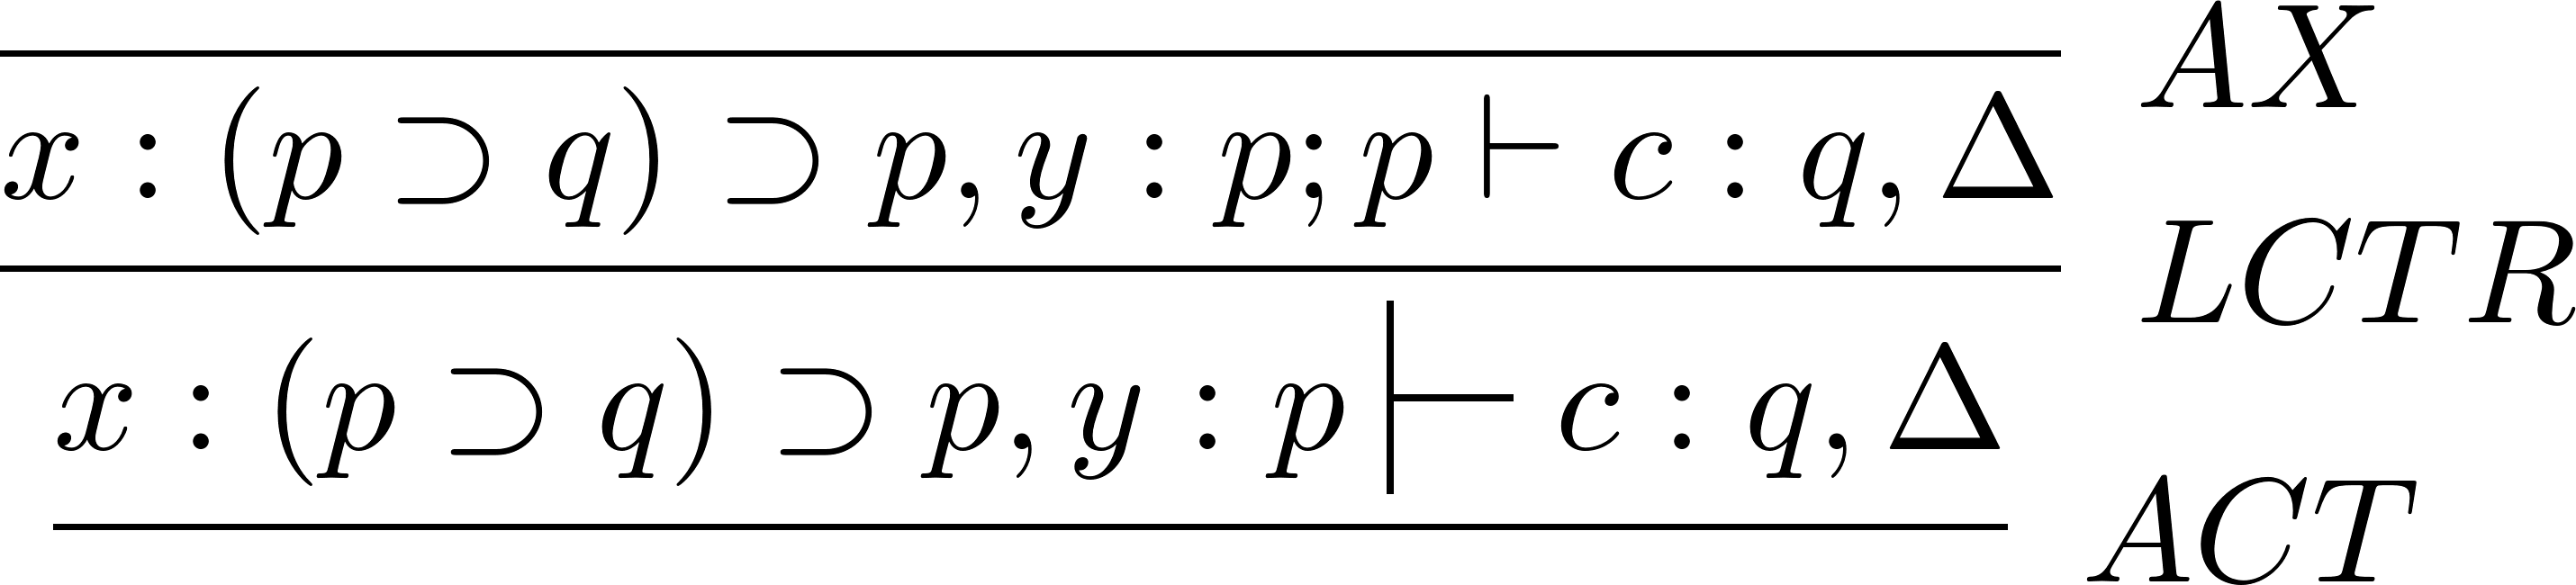 AX
x : (p ⊃ q) ⊃ p, y : p; p ⊢ c : q, Δ
LCTR
x : (p ⊃ q) ⊃ p, y : p ⊢ c : q, Δ
ACT